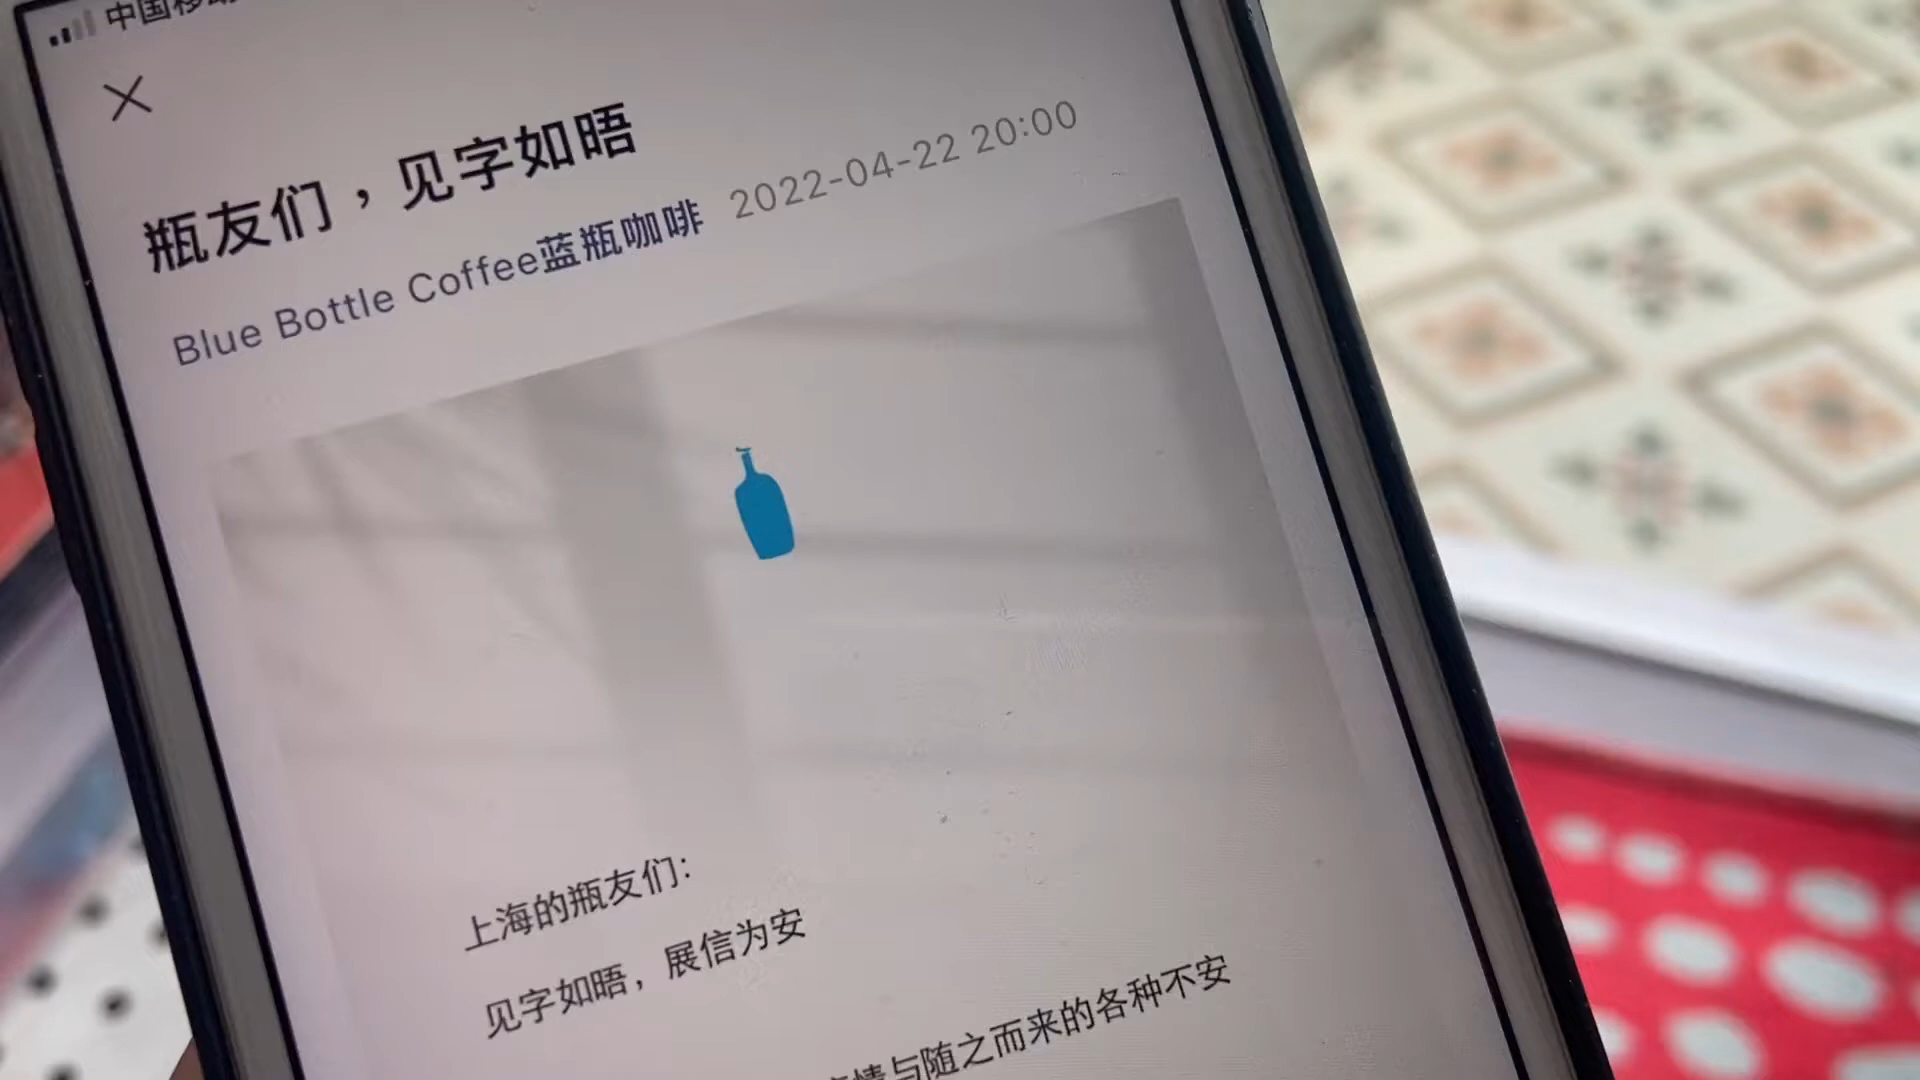 中国移动
瓶友们，见字如晤
Blue Bottle Coffee蓝瓶咖啡 2022-04-22 20:00
上海的瓶友们:
见字如晤，展信为安
情与随之而来的各种不安